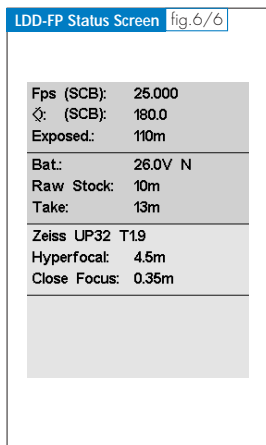 LDD-FP Status Screen fig.6/6
Fps (SCB): 25.000
(SCB): 180.0
Exposed.: 110m
Bat.: 26.0V N
Raw Stock: 10m
Take: 13m
Zeiss UP32 T1.9
Hyperfocal: 4.5m
Close Focus: 0.35m